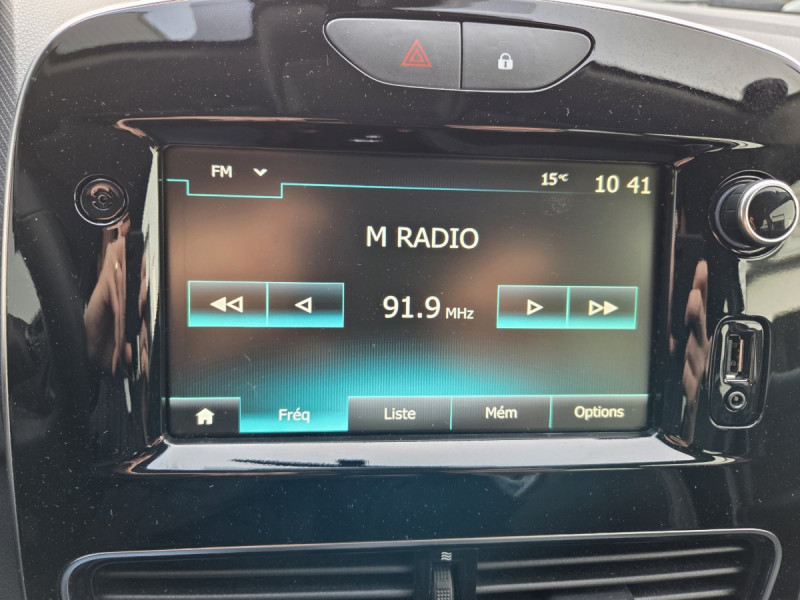 FM 15°C 10 41
M RADIO
91.9 MHz
Fréq Liste Mém Options